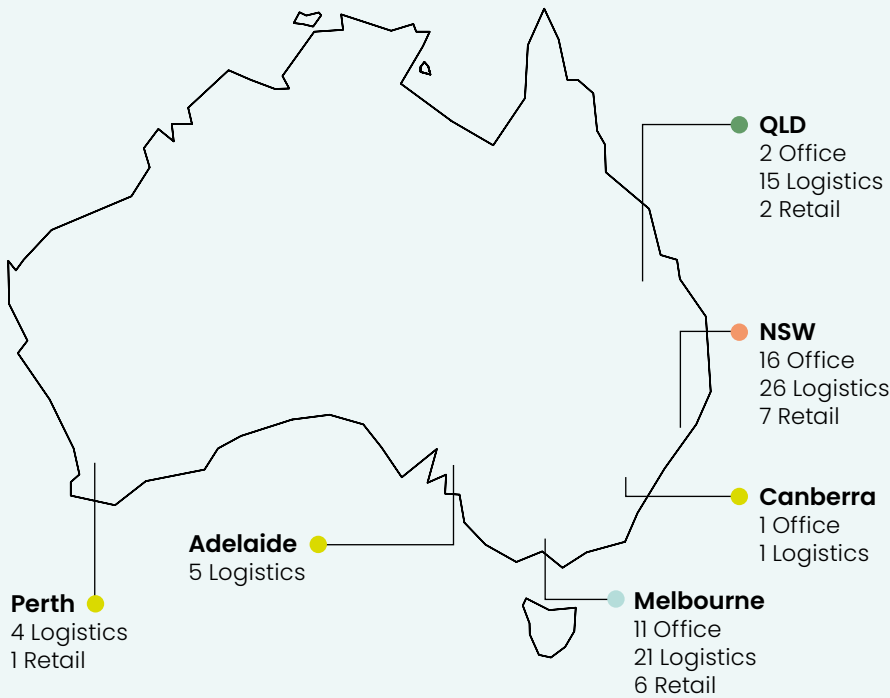 QLD
2 Office
15 Logistics
2 Retail
NSW
16 Office
26 Logistics
7 Retail
Canberra
1 Office
1 Logistics
Adelaide
5 Logistics
Perth
4 Logistics
1 Retail
Melbourne
11 Office
21 Logistics
6 Retail